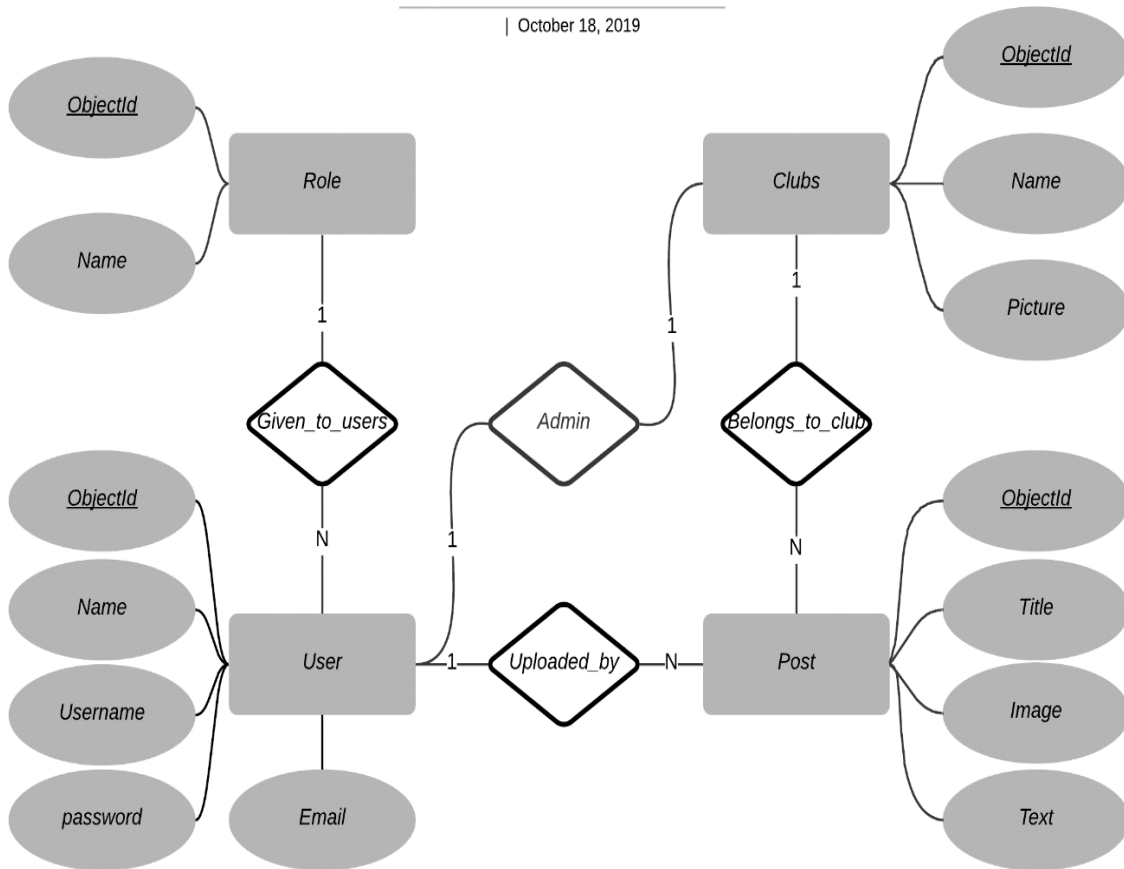 | October 18, 2019
ObjectId
Name
Role
Clubs
ObjectId
Name
Picture
1
1
1
Given_to_users
Admin
Belongs_to_club
N
1
N
ObjectId
Name
Username
password
User
Email
1
Uploaded_by
N
Post
ObjectId
Title
Image
Text